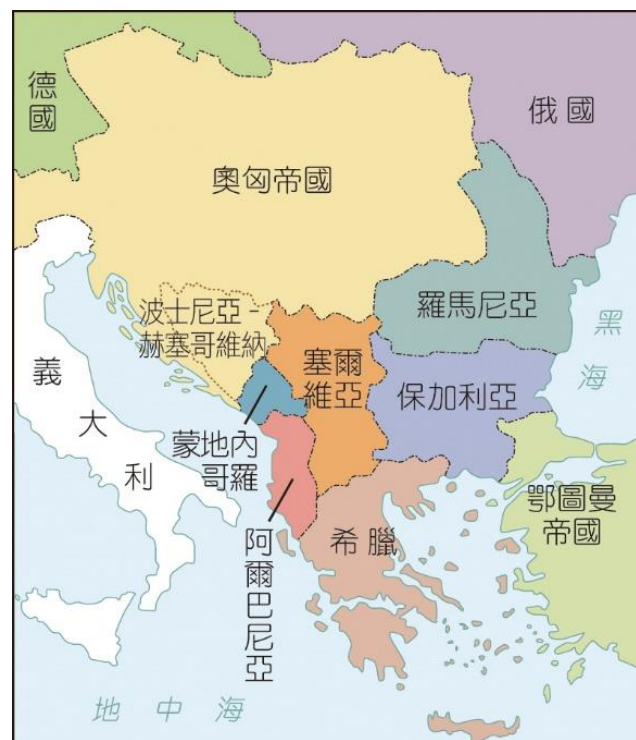 德國
俄國
奧匈帝國
羅馬尼亞
黑海
波士尼亞-
赫塞哥維納
塞爾
維亞
保加利亞
義大利
蒙地內
哥羅
鄂圖曼
帝國
希臘
阿爾巴尼亞
地中海